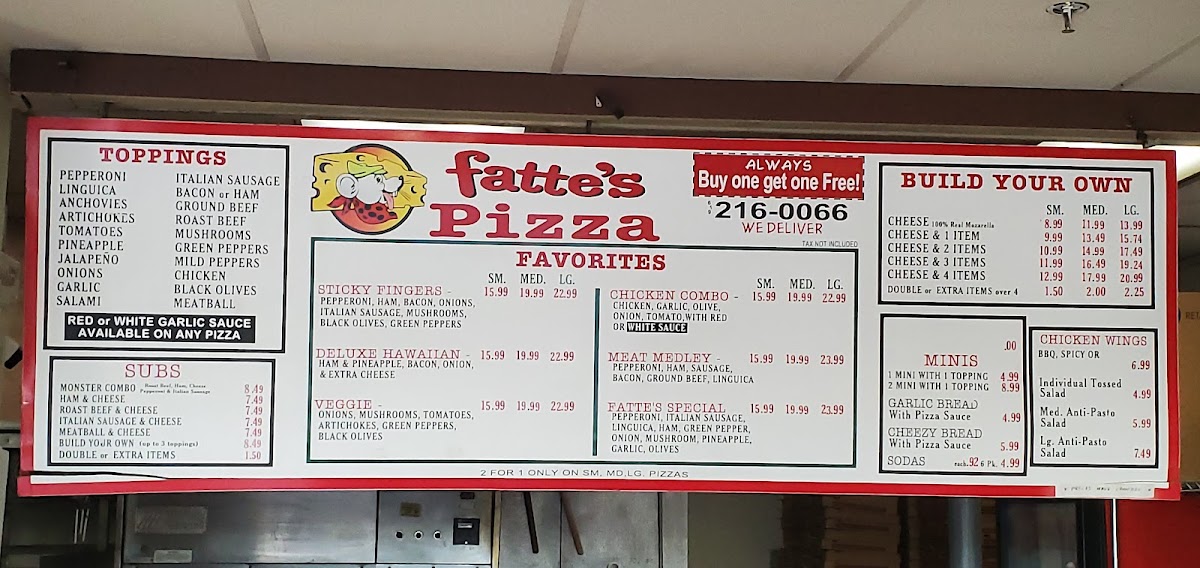 TOPPINGS
PEPPERONI
LINGUICA
ANCHOVIES
ARTICHOKES
TOMATOES
PINEAPPLE
JALAPEÑO
ONIONS
GARLIC
SALAMI
ITALIAN SAUSAGE
BACON or HAM
GROUND BEEF
ROAST BEEF
MUSHROOMS
GREEN PEPPERS
MILD PEPPERS
CHICKEN
BLACK OLIVES
MEATBALL
RED or WHITE GARLIC SAUCE
AVAILABLE ON ANY PIZZA
SUBS
MONSTER COMBO Roast Beef, Ham, Cheese 8.49
Pepperoni & Italian Sausage
HAM & CHEESE 7.49
ROAST BEEF & CHEESE 7.49
ITALIAN SAUSAGE & CHEESE 7.49
MEATBALL & CHEESE 7.49
BUILD YOUR OWN (up to 3 toppings) 8.49
DOUBLE or EXTRA ITEMS 1.50
fatte's
Pizza
ALWAYS
Buy one get one Free!
216-0066
WE DELIVER
TAX NOT INCLUDED
FAVORITES
SM. MED. LG.
STICKY FINGERS - 15.99 19.99 22.99
PEPPERONI, HAM, BACON, ONIONS,
ITALIAN SAUSAGE, MUSHROOMS,
BLACK OLIVES, GREEN PEPPERS
DELUXE HAWAIIAN - 15.99 19.99 22.99
HAM & PINEAPPLE, BACON, ONION,
& EXTRA CHEESE
VEGGIE - 15.99 19.99 22.99
ONIONS, MUSHROOMS, TOMATOES,
ARTICHOKES, GREEN PEPPERS,
BLACK OLIVES
SM. MED. LG.
CHICKEN COMBO - 15.99 19.99 22.99
CHICKEN, GARLIC, OLIVE,
ONION, TOMATO,WITH RED
OR WHITE SAUCE
MEAT MEDLEY - 15.99 19.99 23.99
PEPPERONI, HAM, SAUSAGE,
BACON, GROUND BEEF, LINGUICA
FATTE'S SPECIAL 15.99 19.99 23.99
PEPPERONI, ITALIAN SAUSAGE,
LINGUICA, HAM, GREEN PEPPER,
ONION, MUSHROOM, PINEAPPLE,
GARLIC, OLIVES
2 FOR 1 ONLY ON SM, MD,LG. PIZZAS
BUILD YOUR OWN
SM. MED. LG.
CHEESE 100% Real Mozarella 8.99 11.99 13.99
CHEESE & 1 ITEM 9.99 13.49 15.74
CHEESE & 2 ITEMS 10.99 14.99 17.49
CHEESE & 3 ITEMS 11.99 16.49 19.24
CHEESE & 4 ITEMS 12.99 17.99 20.99
DOUBLE or EXTRA ITEMS over 4 1.50 2.00 2.25
.00
MINIS
1 MINI WITH 1 TOPPING 4.99
2 MINI WITH 1 TOPPING 8.99
GARLIC BREAD
With Pizza Sauce 4.99
CHEEZY BREAD
With Pizza Sauce 5.99
SODAS each .92 6 Pk. 4.99
CHICKEN WINGS
BBQ, SPICY OR
6.99
Individual Tossed
Salad 4.99
Med. Anti-Pasto
Salad 5.99
Lg. Anti-Pasto
Salad 7.49